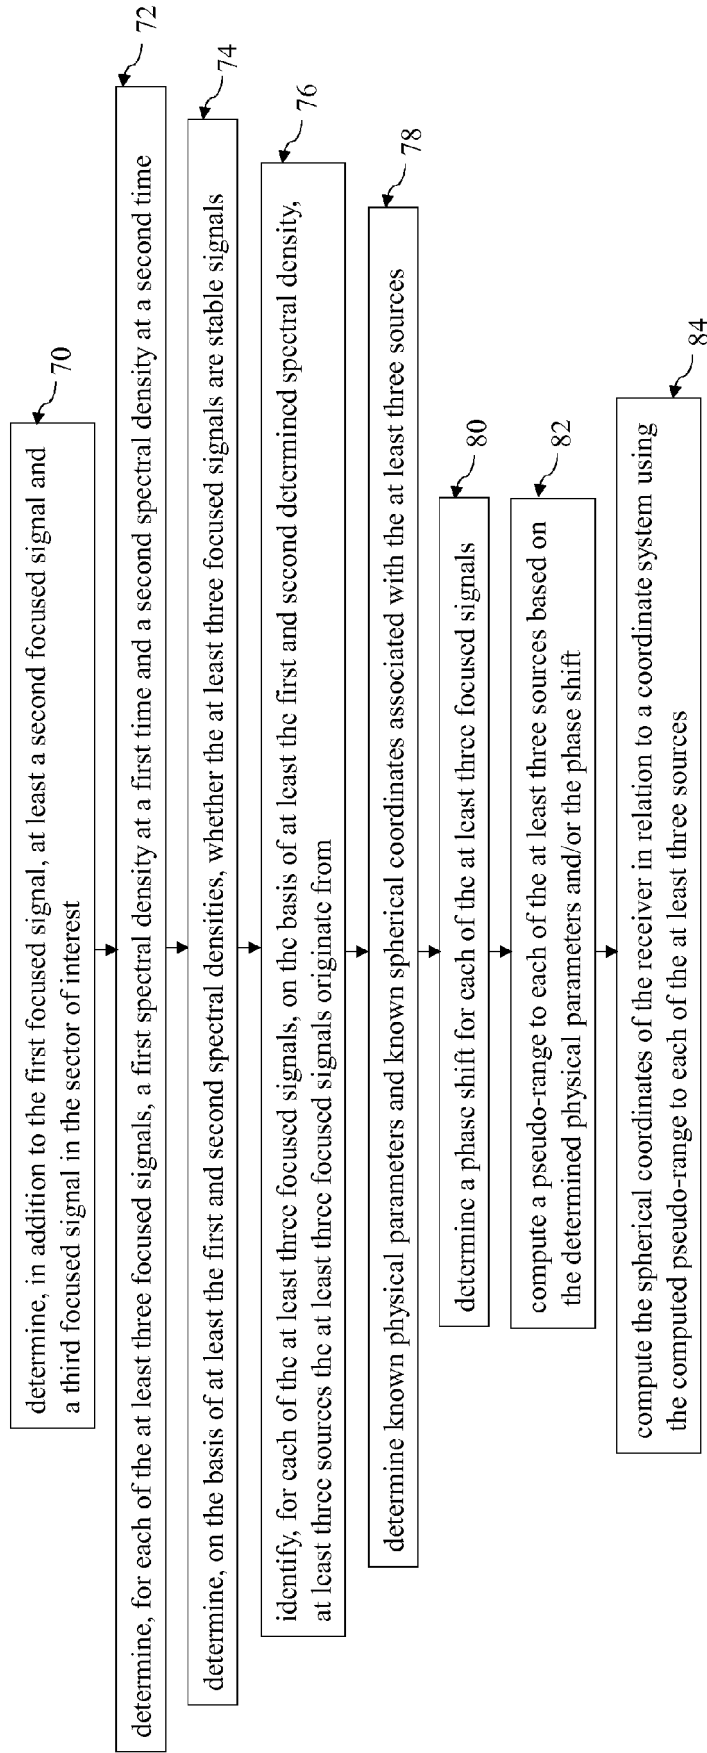 70
determine, in addition to the first focused signal, at least a second focused signal and
a third focused signal in the sector of interest
72
determine, for each of the at least three focused signals, a first spectral density at a first time and a second spectral density at a second time
74
determine, on the basis of at least the first and second spectral densities, whether the at least three focused signals are stable signals
76
identify, for each of the at least three focused signals, on the basis of at least the first and second determined spectral density,
at least three sources the at least three focused signals originate from
78
determine known physical parameters and known spherical coordinates associated with the at least three sources
80
determine a phase shift for each of the at least three focused signals
82
compute a pseudo-range to each of the at least three sources based on
the determined physical parameters and/or the phase shift
84
compute the spherical coordinates of the receiver in relation to a coordinate system using
the computed pseudo-range to each of the at least three sources